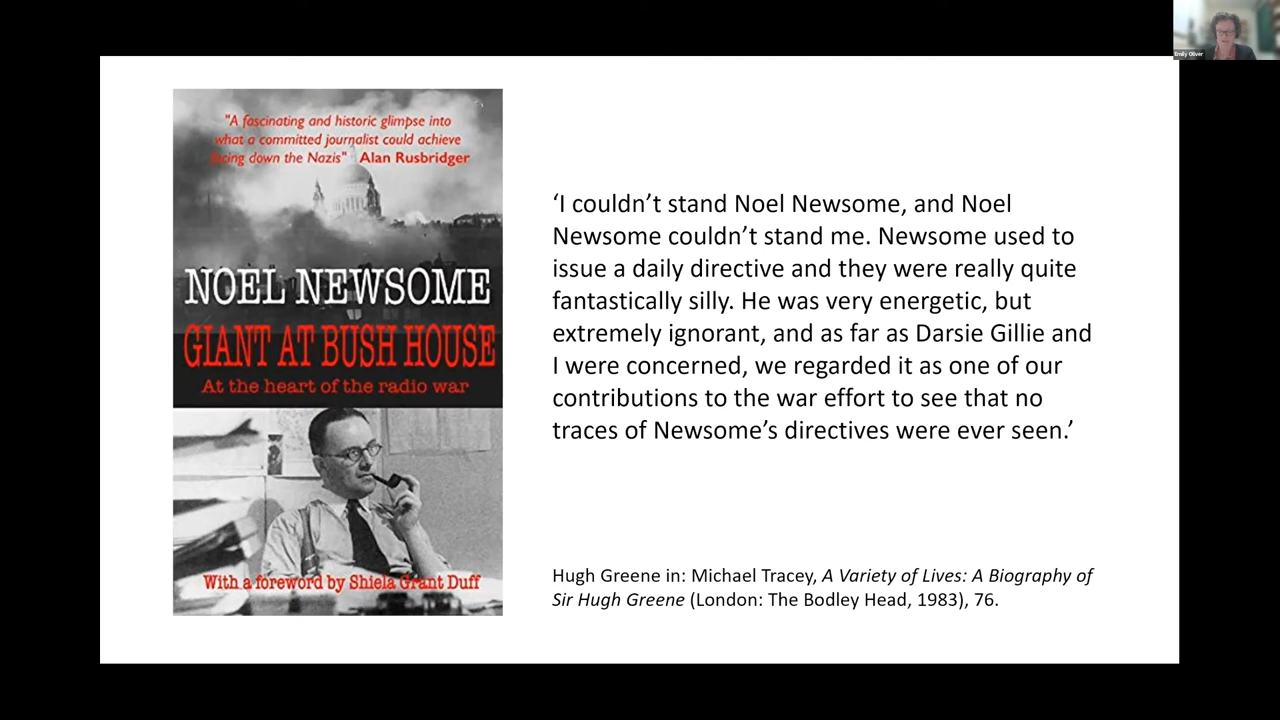 "A fascinating and historic glimpse into
what a committed journalist could achieve
facing down the Nazis" Alan Rusbridger
NOEL NEWSOME
GIANT AT BUSH HOUSE
At the heart of the radio war
With a foreword by Shiela Grant Duff
‘I couldn’t stand Noel Newsome, and Noel
Newsome couldn’t stand me. Newsome used to
issue a daily directive and they were really quite
fantastically silly. He was very energetic, but
extremely ignorant, and as far as Darsie Gillie and
I were concerned, we regarded it as one of our
contributions to the war effort to see that no
traces of Newsome’s directives were ever seen.’
Hugh Greene in: Michael Tracey, A Variety of Lives: A Biography of
Sir Hugh Greene (London: The Bodley Head, 1983), 76.
Emily Oliver